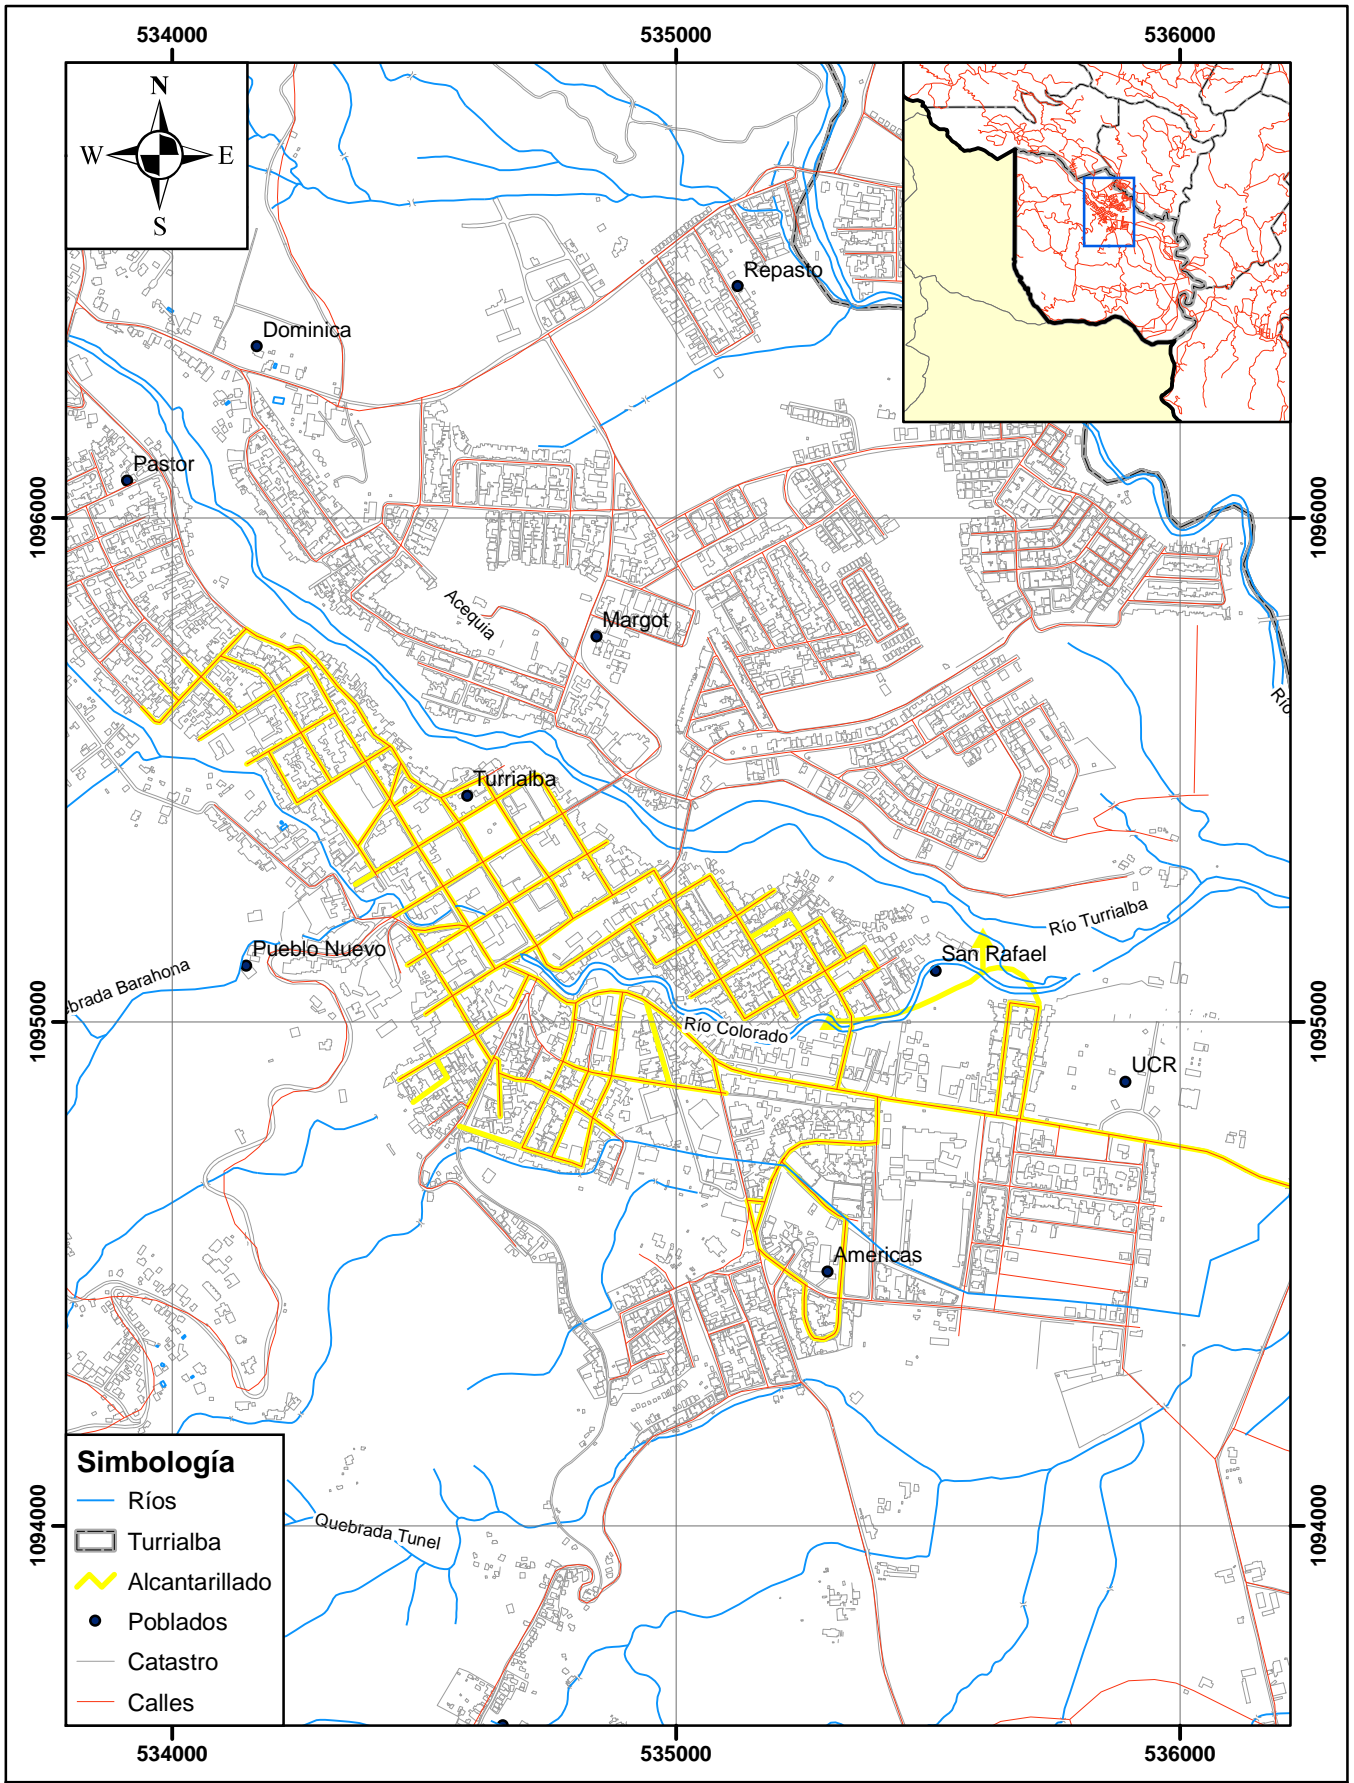 534000
535000
536000
N
W
E
S
Repasto
Dominica
Pastor
1096000
1096000
Acequia
Margot
Río
Turrialba
Río Turrialba
San Rafael
Pueblo Nuevo
ebrada Barahona
1095000
Río Colorado
1095000
UCR
Americas
Simbología
Ríos
Turrialba
Alcantarillado
Poblados
Catastro
Calles
Quebrada Tunel
1094000
1094000
534000
535000
536000